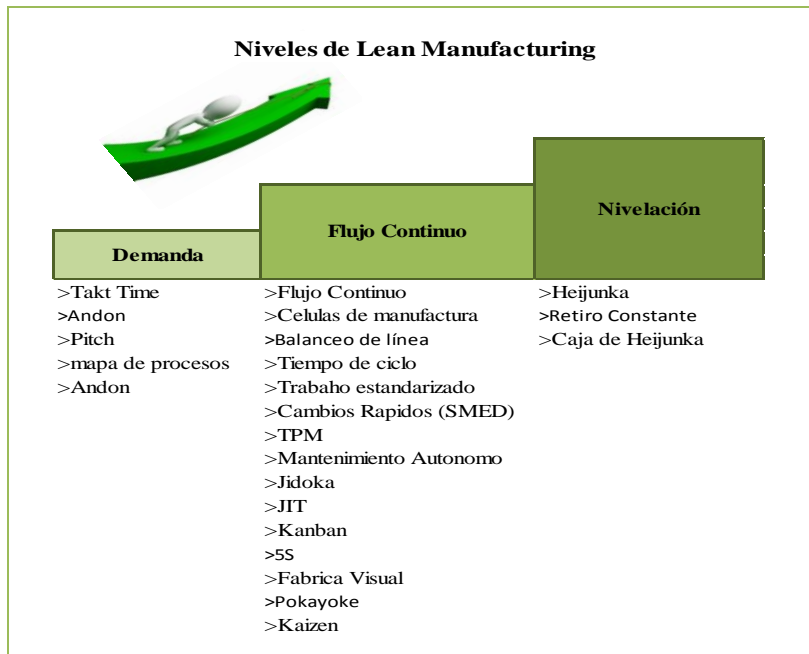 Niveles de Lean Manufacturing
Demanda
>Takt Time
>Andon
>Pitch
>mapa de procesos
>Andon
Flujo Continuo
>Flujo Continuo
>Celulas de manufactura
>Balanceo de línea
>Tiempo de ciclo
>Trabaho estandarizado
>Cambios Rapidos (SMED)
>TPM
>Mantenimiento Autonomo
>Jidoka
>JIT
>Kanban
>5S
>Fabrica Visual
>Pokayoke
>Kaizen
Nivelación
>Heijunka
>Retiro Constante
>Caja de Heijunka